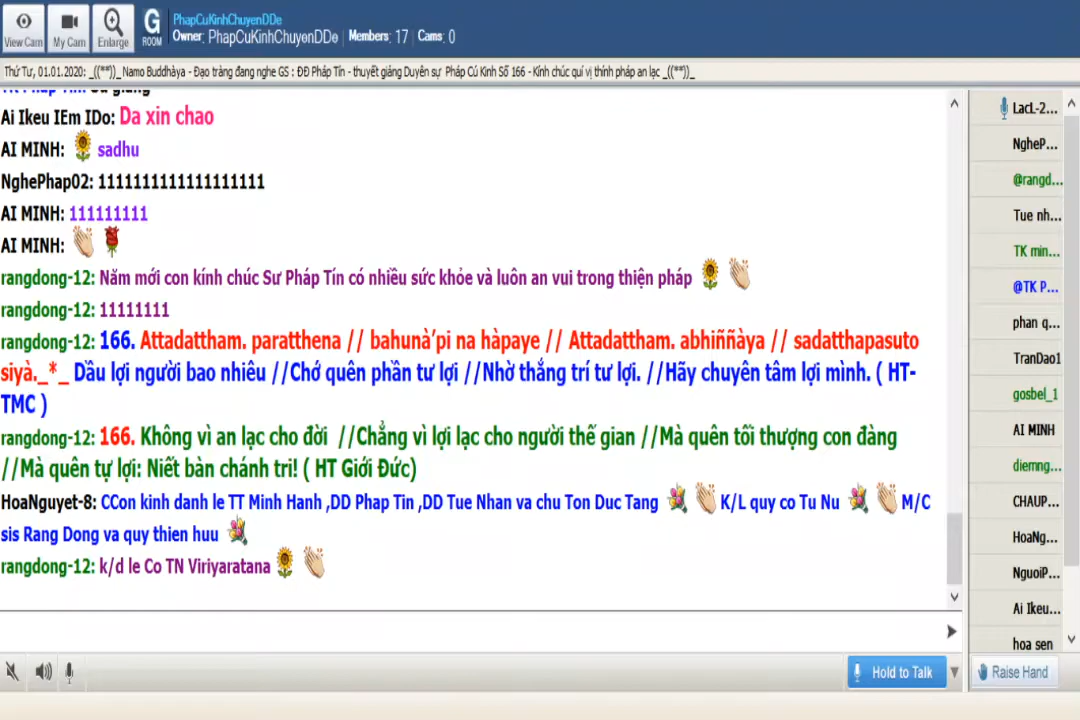 View Cam
My Cam
Enlarge
G
ROOM
PhapCuKinhChuyenDDe
Owner: PhapCuKinhChuyenDDe Members: 17 Cams: 0
Thứ Tư, 01.01.2020: _((**))_ Namo Buddhàya - Đạo tràng đang nghe GS : ĐĐ Pháp Tín - thuyết giảng Duyên sự Pháp Cú Kinh Số 166 - Kính chúc quí vị thính pháp an lạc _((**))_
Ai Ikeu IEm IDo: Da xin chao
AI MINH: sadhu
NghePhap02: 1111111111111111111
AI MINH: 111111111
AI MINH:
rangdong-12: Năm mới con kính chúc Sư Pháp Tín có nhiều sức khỏe và luôn an vui trong thiện pháp
rangdong-12: 11111111
rangdong-12: 166. Attadattham. paratthena // bahunà’pi na hàpaye // Attadattham. abhiññàya // sadatthapasuto
siyà._*_ Dầu lợi người bao nhiêu //Chớ quên phần tư lợi //Nhờ thắng trí tư lợi. //Hãy chuyên tâm lợi mình. ( HT-
TMC )
rangdong-12: 166. Không vì an lạc cho đời //Chẳng vì lợi lạc cho người thế gian //Mà quên tối thượng con đàng
//Mà quên tự lợi: Niết bàn chánh tri! ( HT Giới Đức)
HoaNguyet-8: CCon kinh danh le TT Minh Hanh ,DD Phap Tin ,DD Tue Nhan va chu Ton Duc Tang K/L quy co Tu Nu M/C
sis Rang Dong va quy thien huu
rangdong-12: k/d le Co TN Viriyaratana
LacL-2...
NgheP...
@rangd...
Tue nh...
TK min...
@TK P...
phan q...
TranDao1
gosbel_1
AI MINH
diemng...
CHAUP...
HoaNg...
NguoiP...
Ai Ikeu...
hoa sen
Hold to Talk
Raise Hand